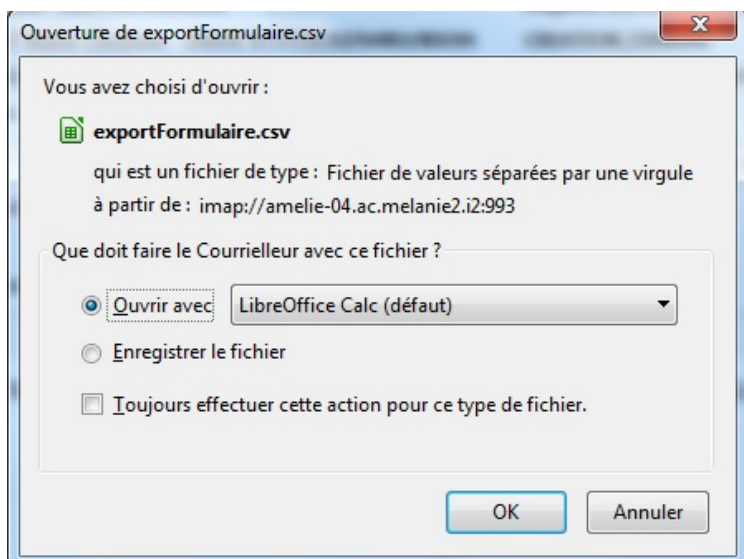 Ouverture de exportFormulaire.csv
Vous avez choisi d'ouvrir :
exportFormulaire.csv
qui est un fichier de type : Fichier de valeurs séparées par une virgule
à partir de : imap://amelie-04.ac.melanie2.i2:993
Que doit faire le Courrielleur avec ce fichier ?
Ouvrir avec LibreOffice Calc (défaut)
Enregistrer le fichier
Toujours effectuer cette action pour ce type de fichier.
OK Annuler